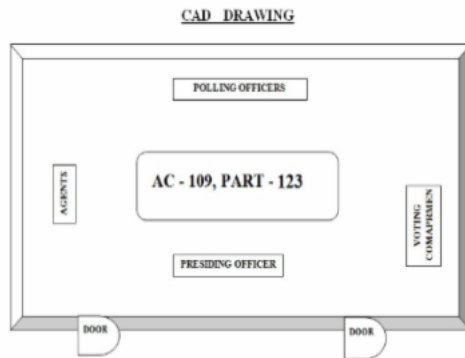 CAD DRAWING
POLLING OFFICERS
AGENTS
AC - 109, PART - 123
VOTING
COMAPRMEN
PRESIDING OFFICER
DOOR
DOOR